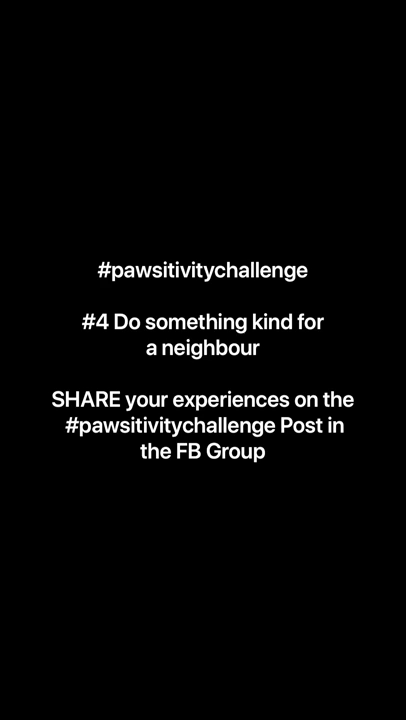 #pawsitivitychallenge
#4 Do something kind for
a neighbour
SHARE your experiences on the
#pawsitivitychallenge Post in
the FB Group